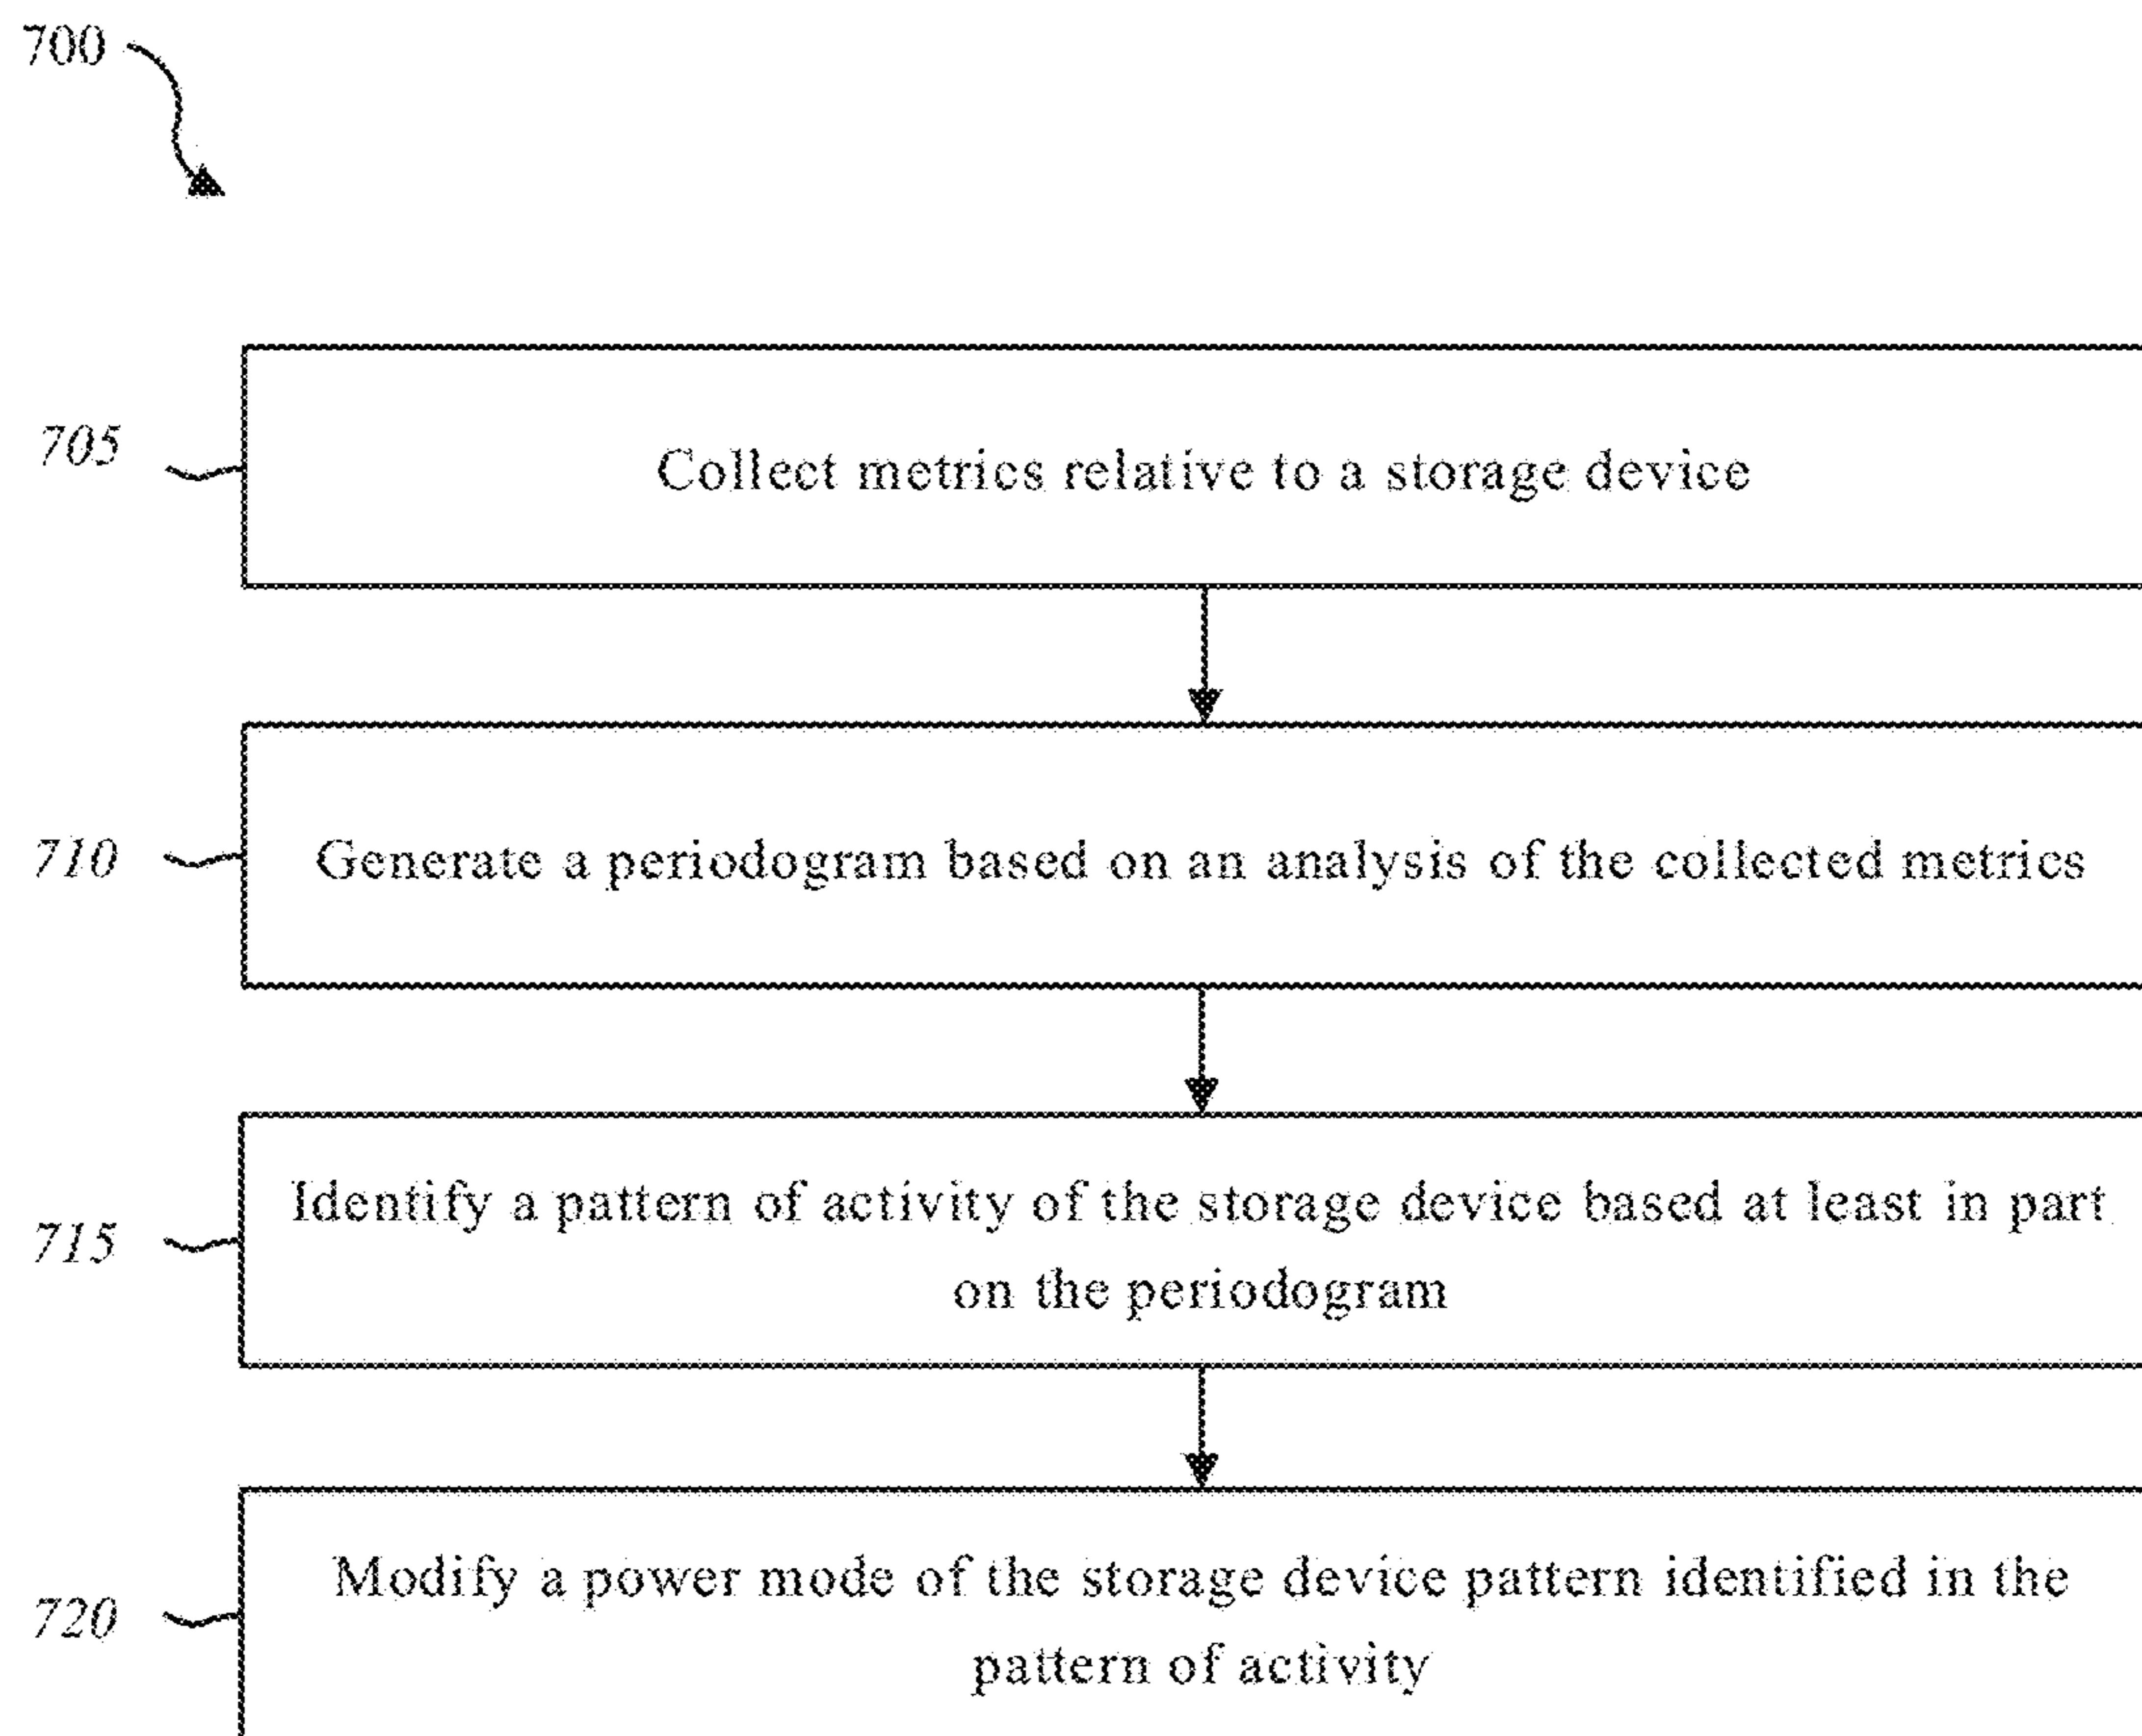 700
705
Collect metrics relative to a storage device
710
Generate a periodogram based on an analysis of the collected metrics
715
Identify a pattern of activity of the storage device based at least in part
on the periodogram
720
Modify a power mode of the storage device pattern identified in the
pattern of activity